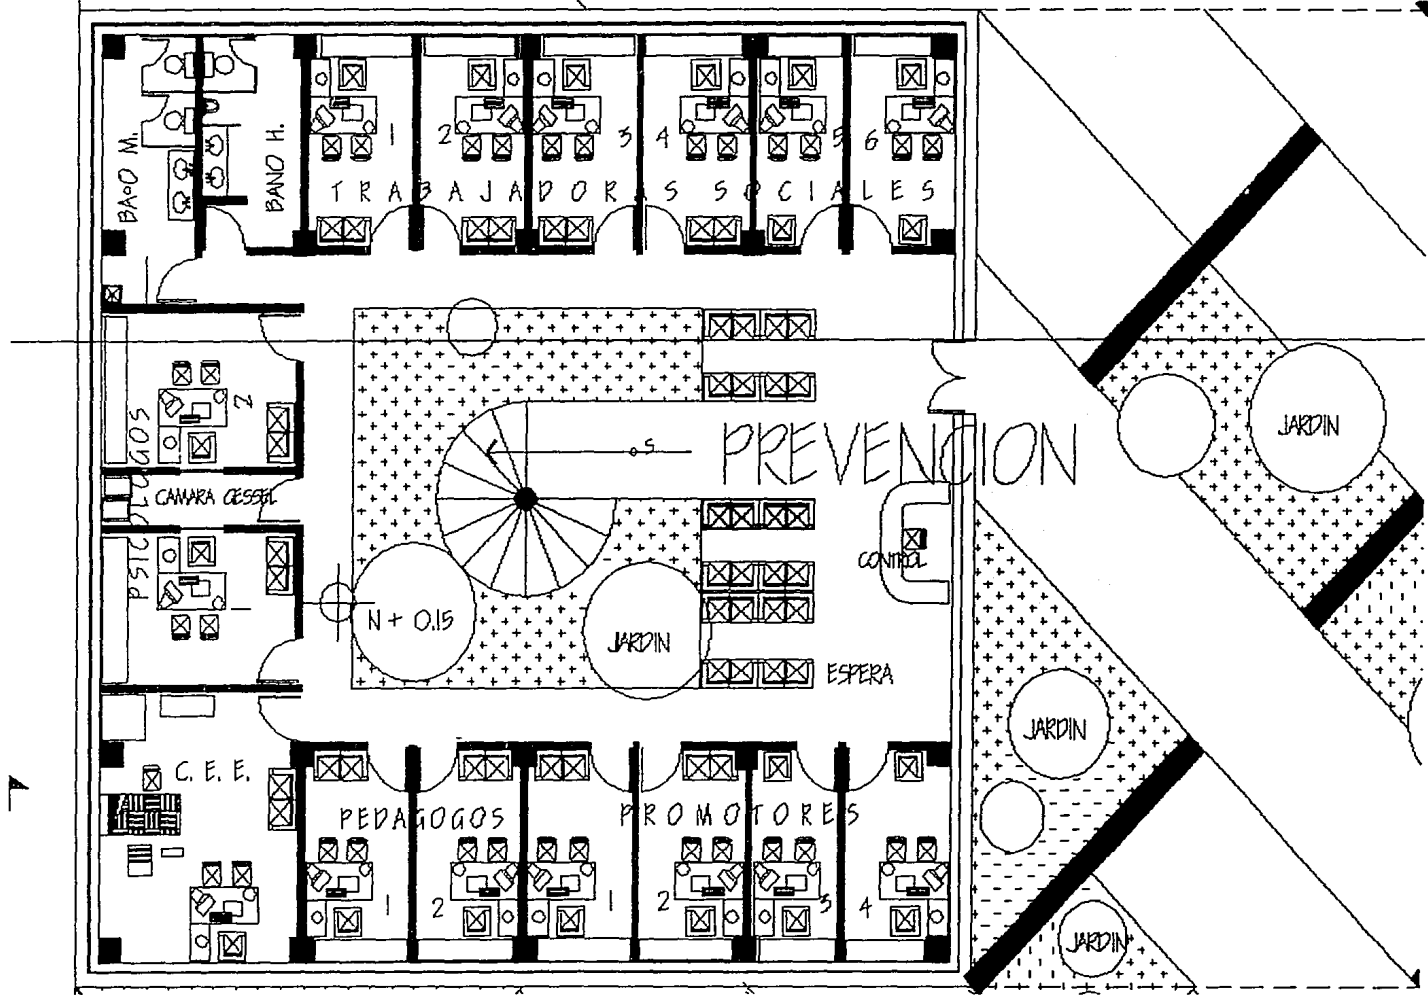 BAÑO M.
BAÑO H.
1
2
3
4
5
6
TRABAJADORAS SOCIALES
2
PSICOLOGOS
CAMARA GESSEL
1
S
PREVENCION
CONTROL
N + 0.15
JARDIN
ESPERA
JARDIN
JARDIN
JARDIN
C. E. E.
PEDAGOGOS
PROMOTORES
1
2
1
2
3
4